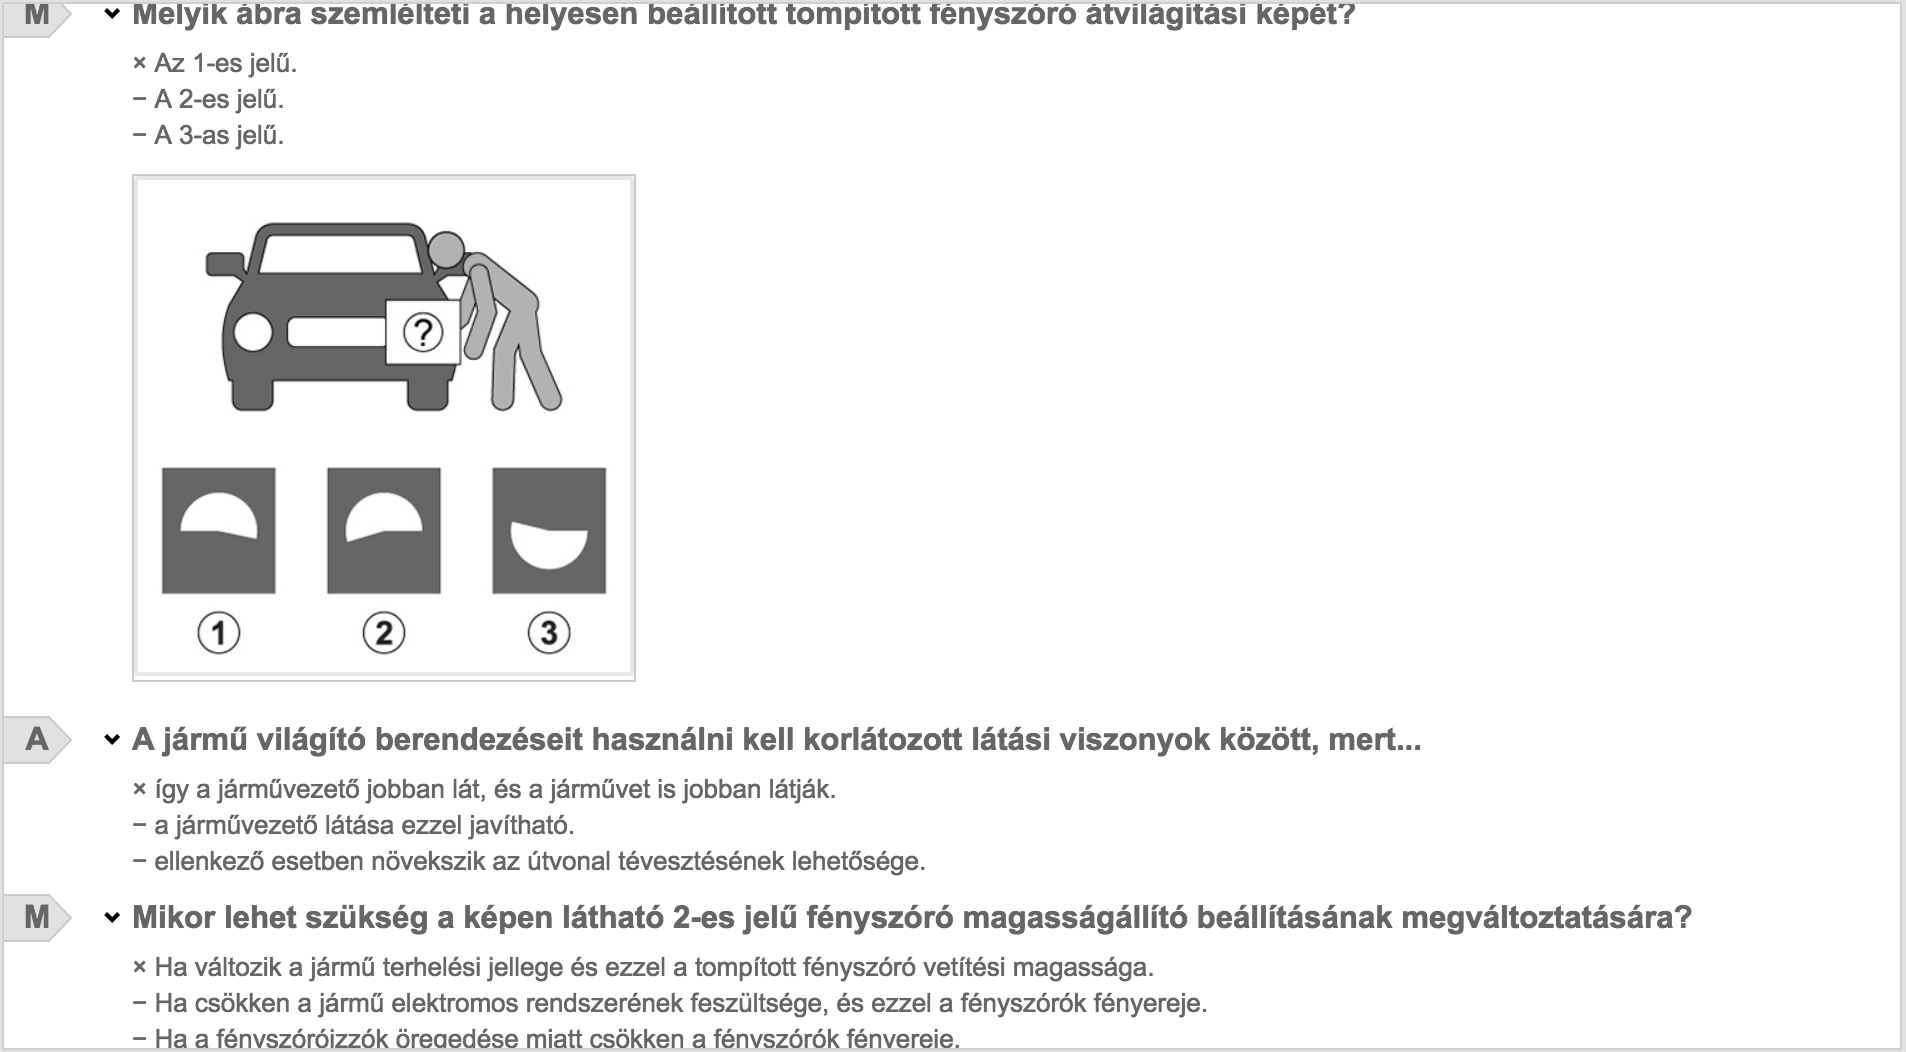 M
Melyik ábra szemlélteti a helyesen beállított tompított fényszóró átvilágítási képét?
× Az 1-es jelű.
− A 2-es jelű.
− A 3-as jelű.
?
1 2 3
A
A jármű világító berendezéseit használni kell korlátozott látási viszonyok között, mert...
× így a járművezető jobban lát, és a járművet is jobban látják.
− a járművezető látása ezzel javítható.
− ellenkező esetben növekszik az útvonal tévesztésének lehetősége.
M
Mikor lehet szükség a képen látható 2-es jelű fényszóró magasságállító beállításának megváltoztatására?
× Ha változik a jármű terhelési jellege és ezzel a tompított fényszóró vetítési magassága.
− Ha csökken a jármű elektromos rendszerének feszültsége, és ezzel a fényszórók fényereje.
− Ha a fényszóróizzók öregedése miatt csökken a fényszórók fényereje.